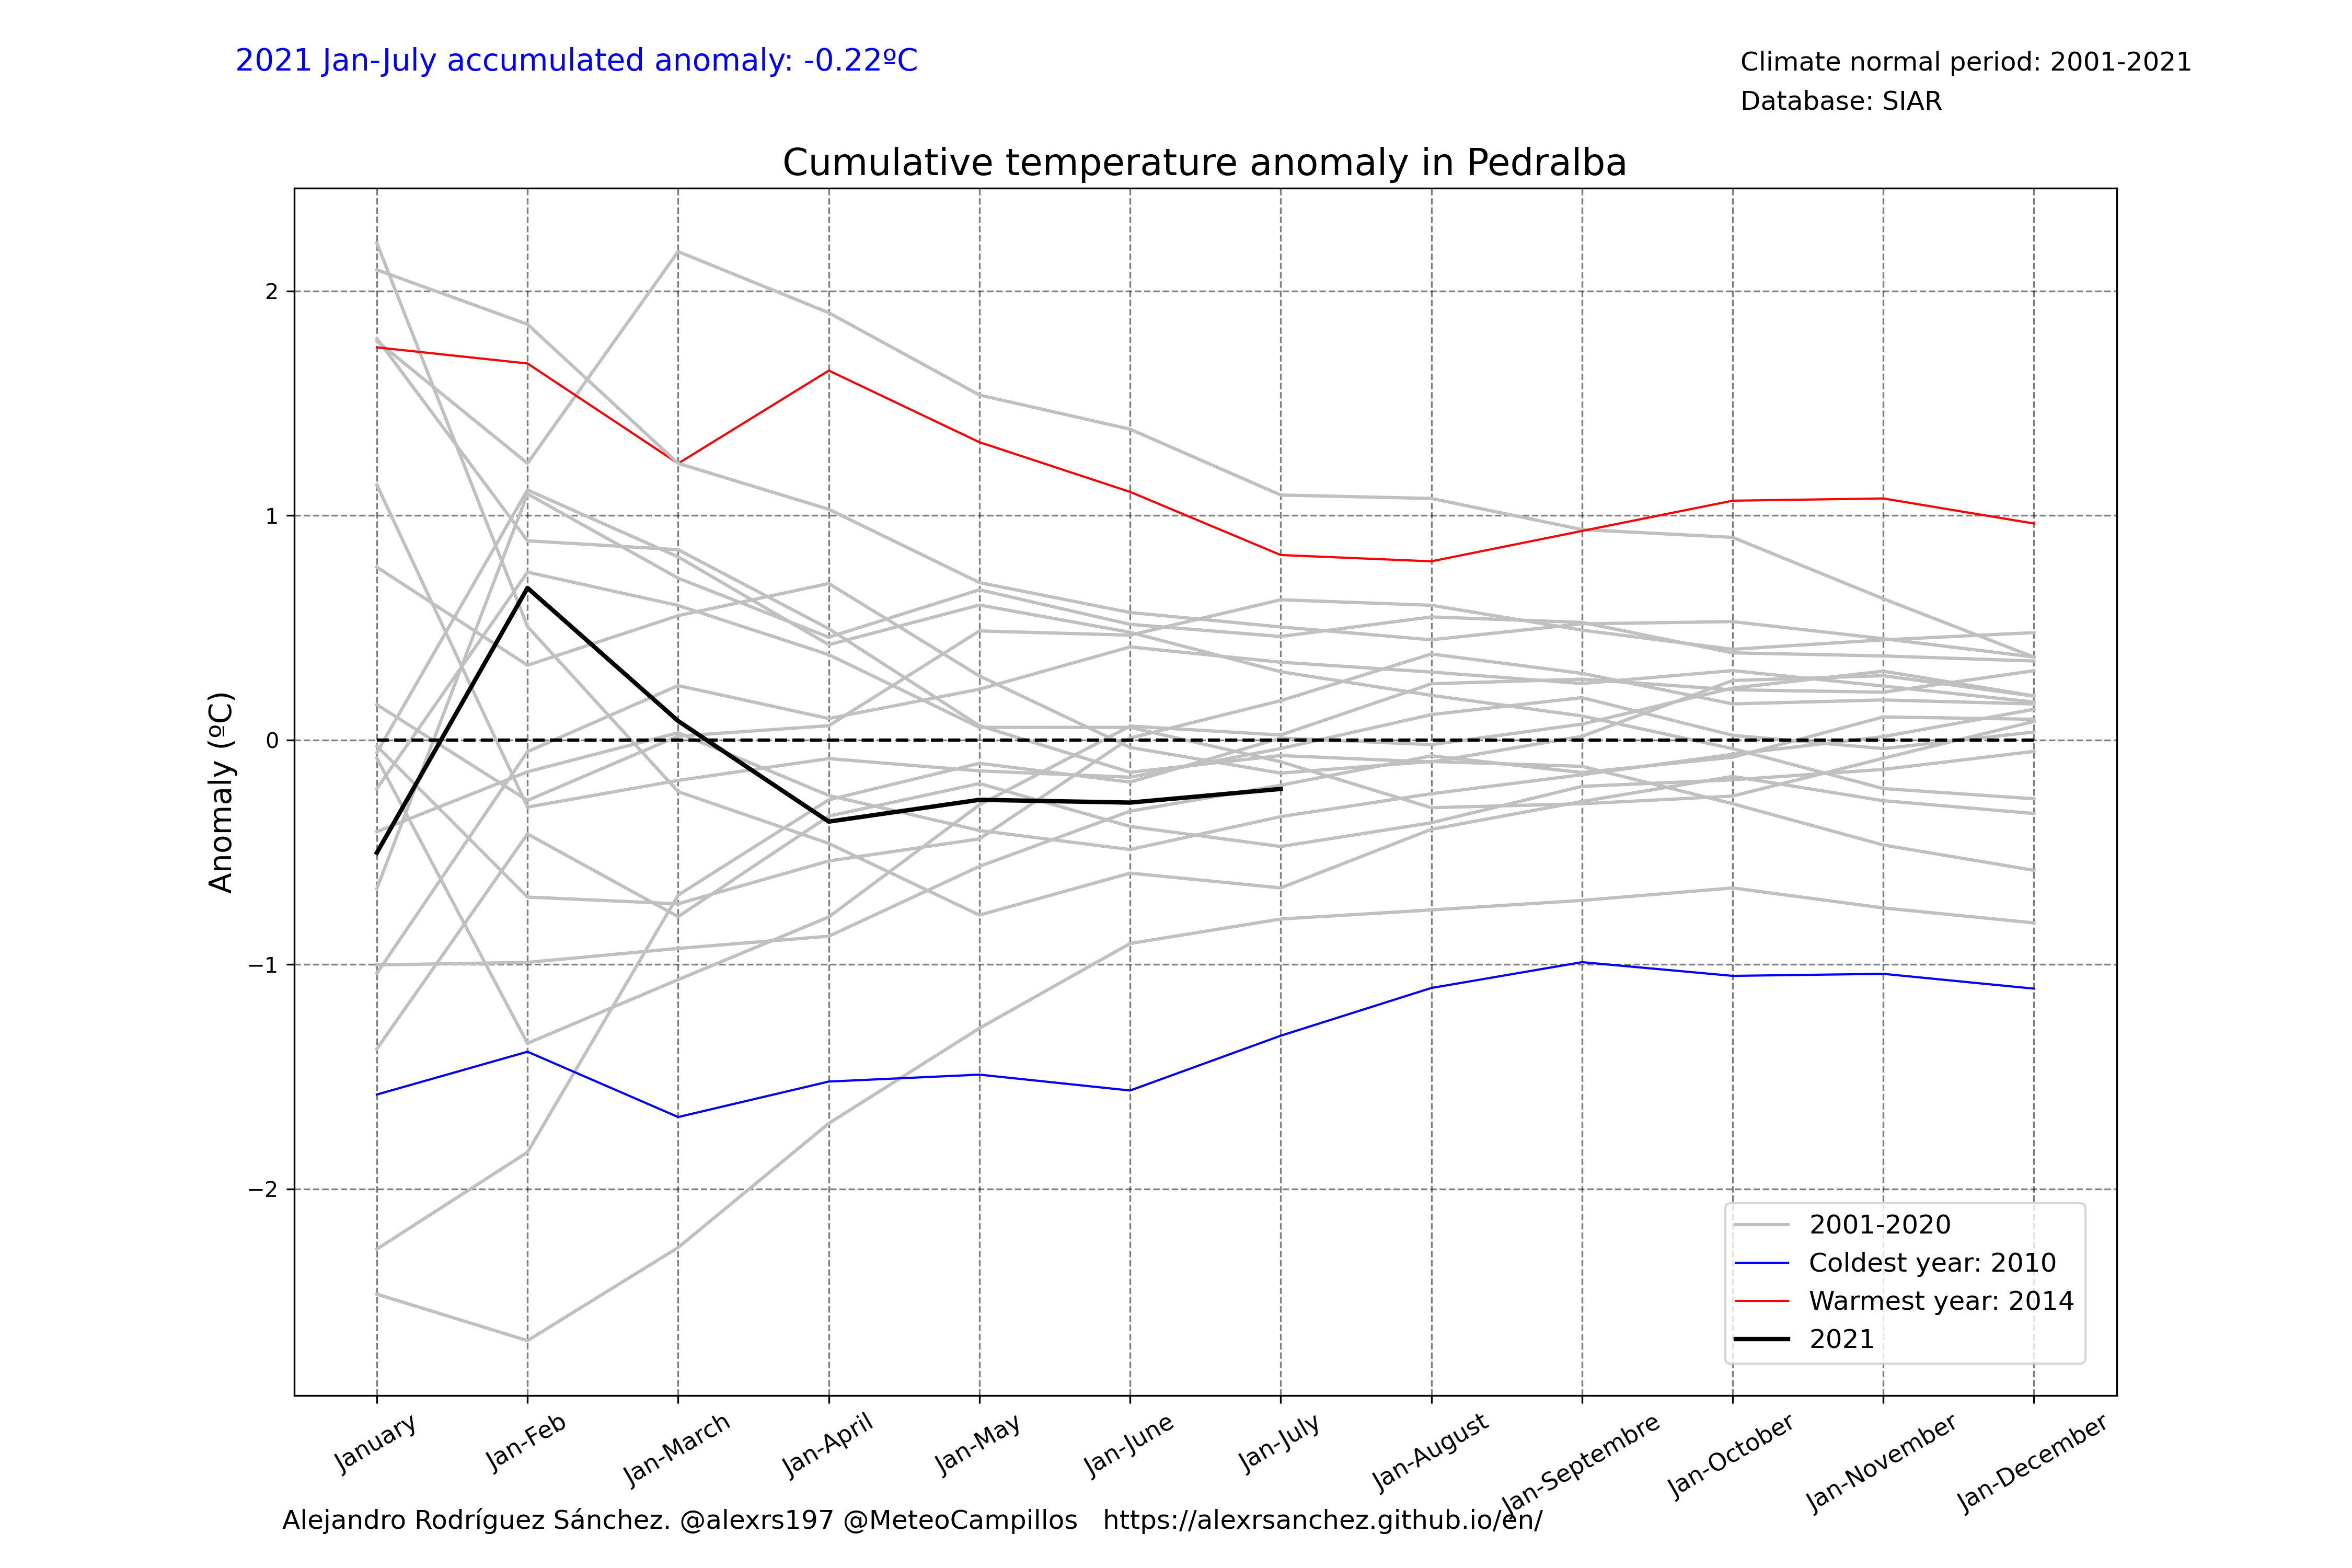 2021 Jan-July accumulated anomaly: -0.22ºC
Climate normal period: 2001-2021
Database: SIAR
Cumulative temperature anomaly in Pedralba
Anomaly (ºC)
2
1
0
−1
−2
2001-2020
Coldest year: 2010
Warmest year: 2014
2021
January
Jan-Feb
Jan-March
Jan-April
Jan-May
Jan-June
Jan-July
Jan-August
Jan-Septembre
Jan-October
Jan-November
Jan-December
Alejandro Rodríguez Sánchez. @alexrs197 @MeteoCampillos   https://alexrsanchez.github.io/en/